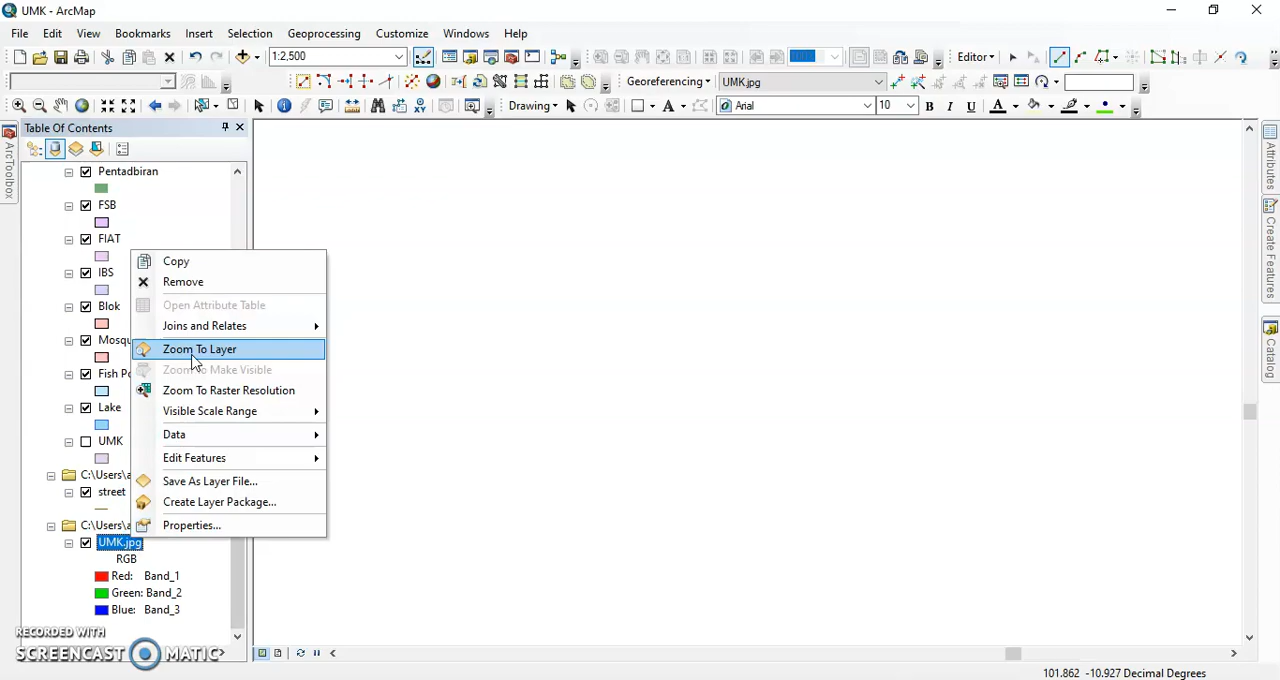 UMK - ArcMap
File Edit View Bookmarks Insert Selection Geoprocessing Customize Windows Help
1:2,500 Editor
Georeferencing UMK.jpg
Drawing Arial 10 B I U A
Table Of Contents
ArcToolbox
Attributes
Create Features
Catalog
Pentadbiran
FSB
FIAT
IBS
Blok
Mosqu
Fish Po
Lake
UMK
C:\Users\a
street
C:\Users\a
UMK.jpg
RGB
Red: Band_1
Green: Band_2
Blue: Band_3
Copy
Remove
Open Attribute Table
Joins and Relates
Zoom To Layer
Zoom To Make Visible
Zoom To Raster Resolution
Visible Scale Range
Data
Edit Features
Save As Layer File...
Create Layer Package...
Properties...
RECORDED WITH
SCREENCAST MATIC
101.862 -10.927 Decimal Degrees